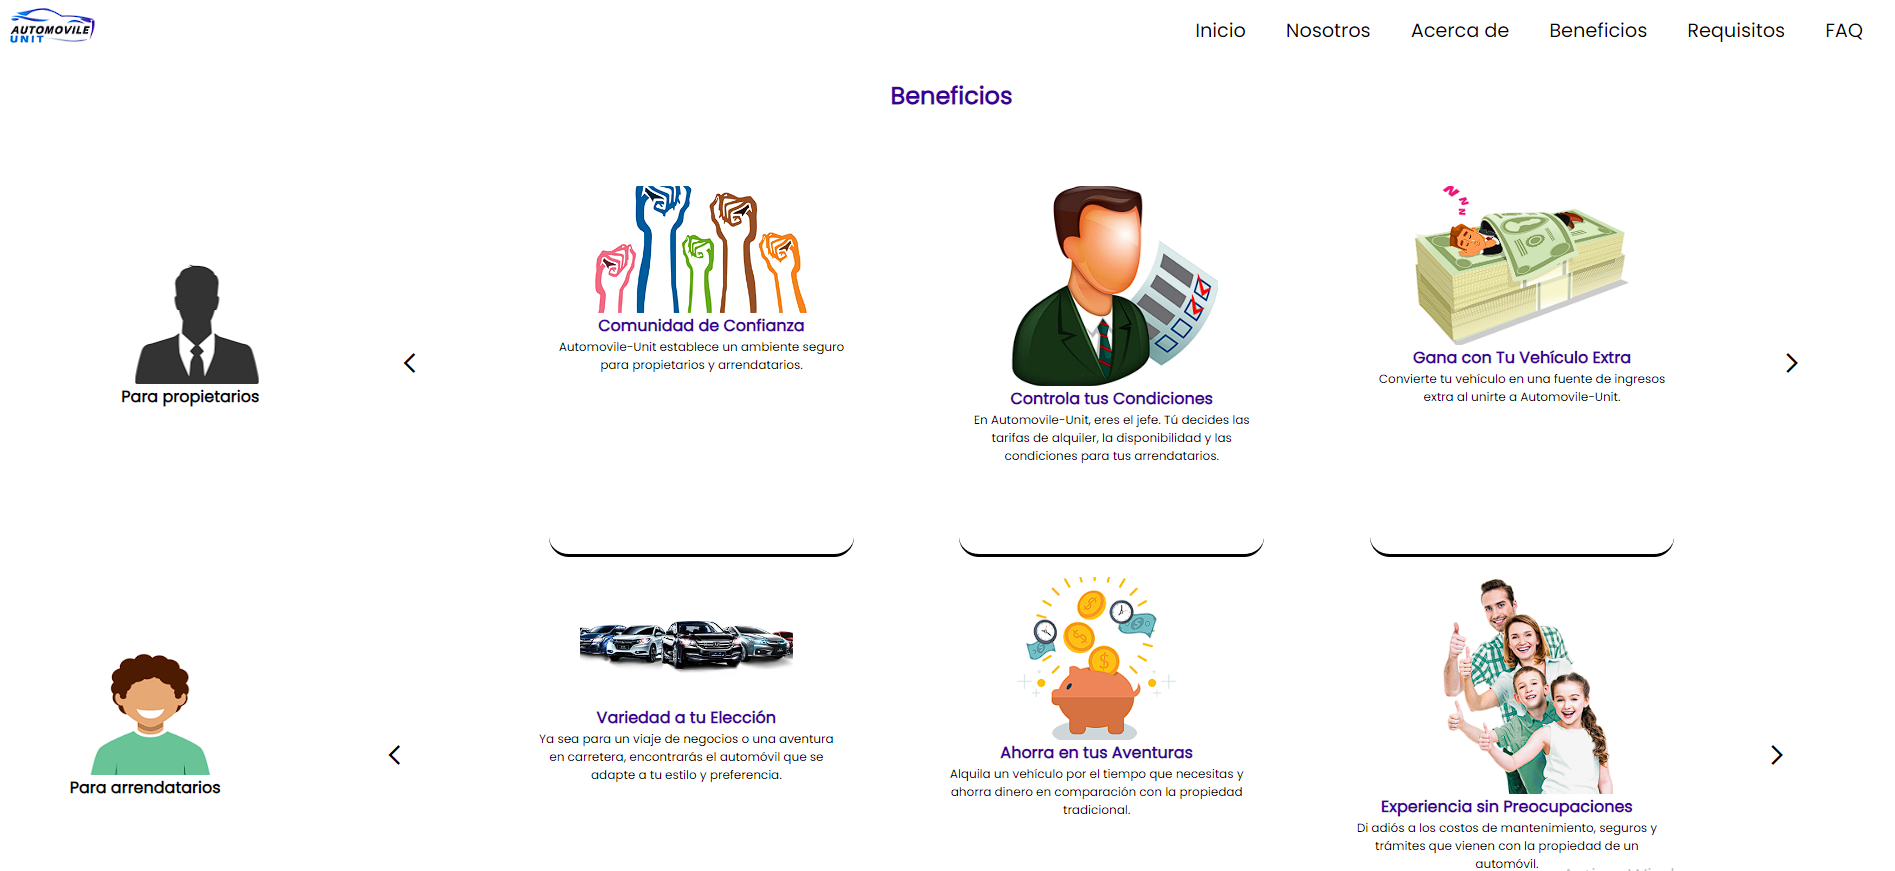 AUTOMOVILE
UNIT
Inicio
Nosotros
Acerca de
Beneficios
Requisitos
FAQ
Beneficios
Para propietarios
Comunidad de Confianza
Automovile-Unit establece un ambiente seguro
para propietarios y arrendatarios.
Controla tus Condiciones
En Automovile-Unit, eres el jefe. Tú decides las
tarifas de alquiler, la disponibilidad y las
condiciones para tus arrendatarios.
Gana con Tu Vehículo Extra
Convierte tu vehículo en una fuente de ingresos
extra al unirte a Automovile-Unit.
Para arrendatarios
Variedad a tu Elección
Ya sea para un viaje de negocios o una aventura
en carretera, encontrarás el automóvil que se
adapte a tu estilo y preferencia.
Ahorra en tus Aventuras
Alquila un vehículo por el tiempo que necesitas y
ahorra dinero en comparación con la propiedad
tradicional.
Experiencia sin Preocupaciones
Di adiós a los costos de mantenimiento, seguros y
trámites que vienen con la propiedad de un
automóvil.